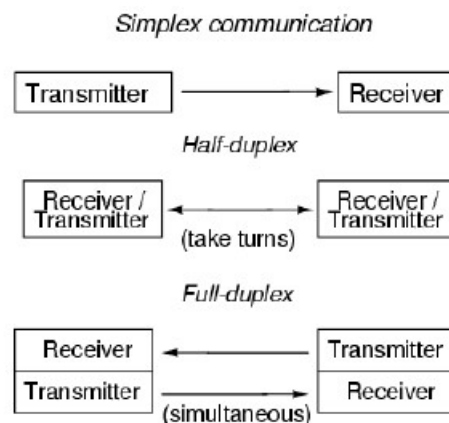 Simplex communication
Transmitter
Receiver
Half-duplex
Receiver /
Transmitter
Receiver /
Transmitter
(take turns)
Full-duplex
Receiver
Transmitter
Transmitter
Receiver
(simultaneous)